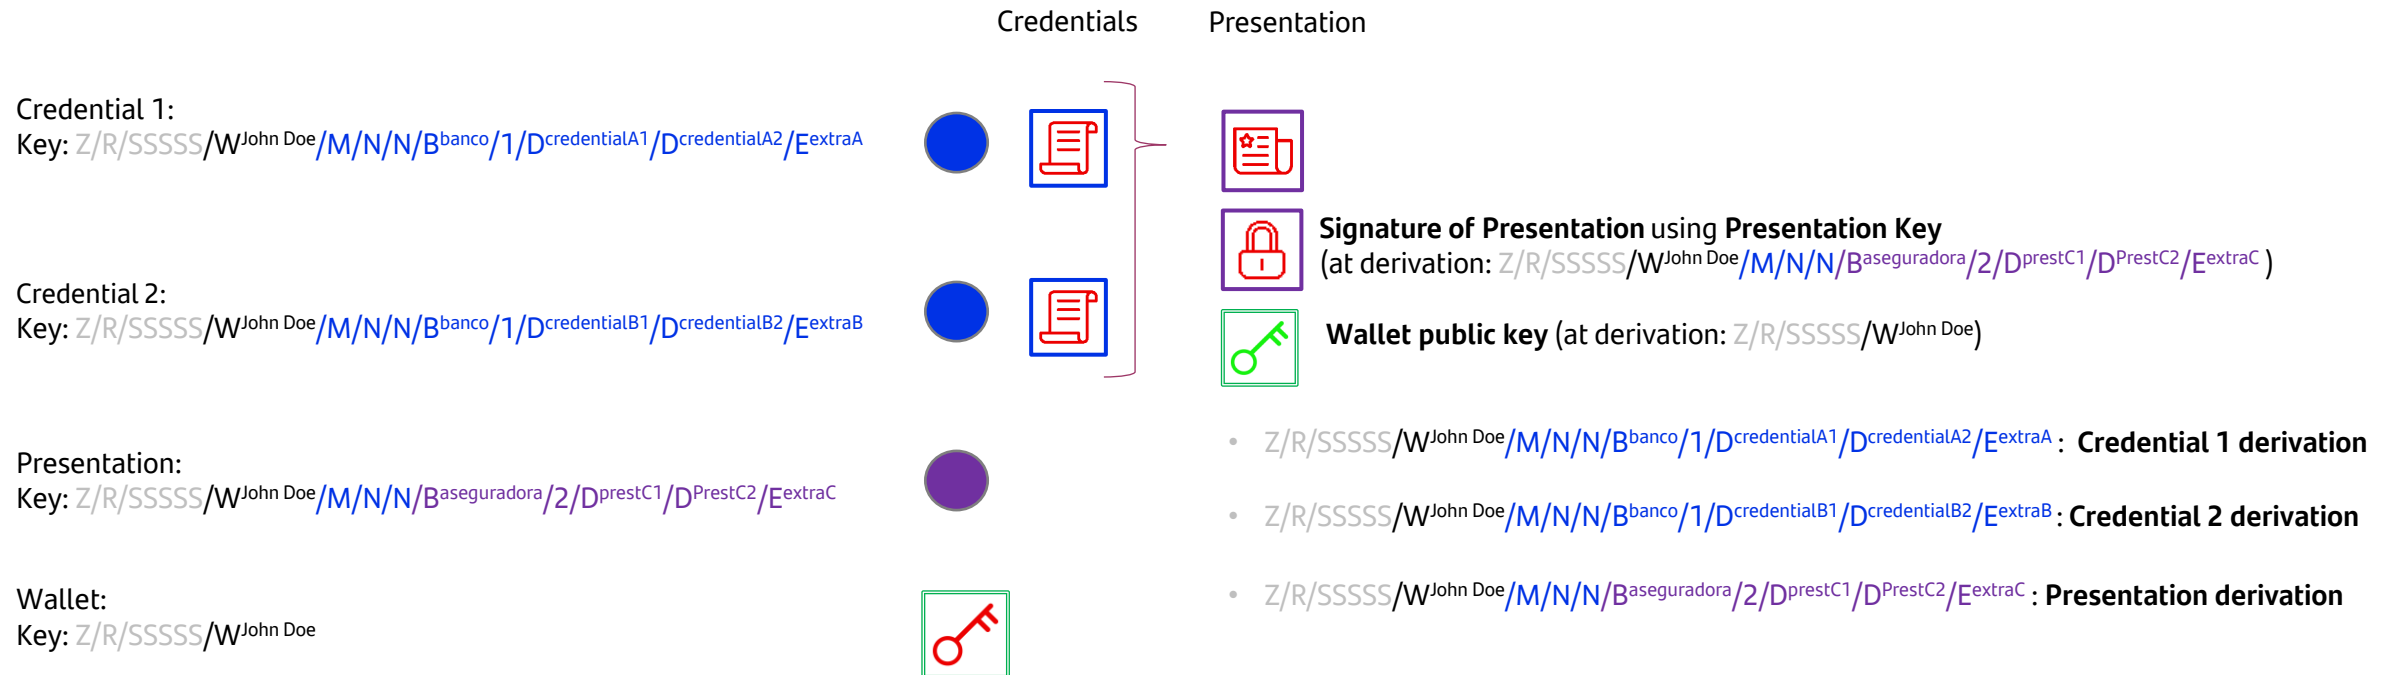 Credentials
Presentation
Credential 1:
Key: Z/R/SSSSS/WJohn Doe/M/N/N/Bbanco/1/DcredentialA1/DcredentialA2/EextraA
Credential 2:
Key: Z/R/SSSSS/WJohn Doe/M/N/N/Bbanco/1/DcredentialB1/DcredentialB2/EextraB
Presentation:
Key: Z/R/SSSSS/WJohn Doe/M/N/N/Baseguradora/2/DprestC1/DPrestC2/EextraC
Wallet:
Key: Z/R/SSSSS/WJohn Doe
Signature of Presentation using Presentation Key
(at derivation: Z/R/SSSSS/WJohn Doe/M/N/N/Baseguradora/2/DprestC1/DPrestC2/EextraC )
Wallet public key (at derivation: Z/R/SSSSS/WJohn Doe)
• Z/R/SSSSS/WJohn Doe/M/N/N/Bbanco/1/DcredentialA1/DcredentialA2/EextraA : Credential 1 derivation
• Z/R/SSSSS/WJohn Doe/M/N/N/Bbanco/1/DcredentialB1/DcredentialB2/EextraB : Credential 2 derivation
• Z/R/SSSSS/WJohn Doe/M/N/N/Baseguradora/2/DprestC1/DPrestC2/EextraC : Presentation derivation